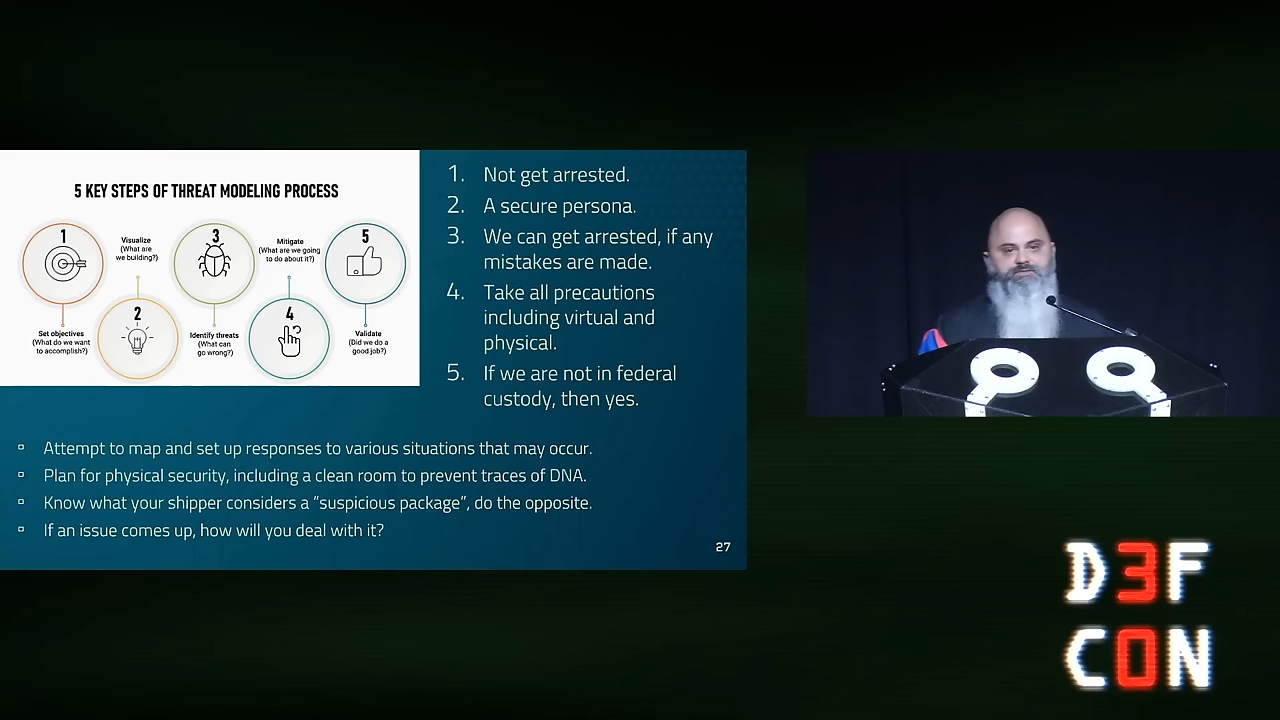 5 KEY STEPS OF THREAT MODELING PROCESS
1
Set objectives
(What do we want
to accomplish?)
Visualize
(What are
we building?)
2
3
Identify threats
(What can
go wrong?)
Mitigate
(What are we going
to do about it?)
4
5
Validate
(Did we do a
good job?)
1. Not get arrested.
2. A secure persona.
3. We can get arrested, if any
mistakes are made.
4. Take all precautions
including virtual and
physical.
5. If we are not in federal
custody, then yes.
▫ Attempt to map and set up responses to various situations that may occur.
▫ Plan for physical security, including a clean room to prevent traces of DNA.
▫ Know what your shipper considers a “suspicious package”, do the opposite.
▫ If an issue comes up, how will you deal with it?
27
D3F
C0N